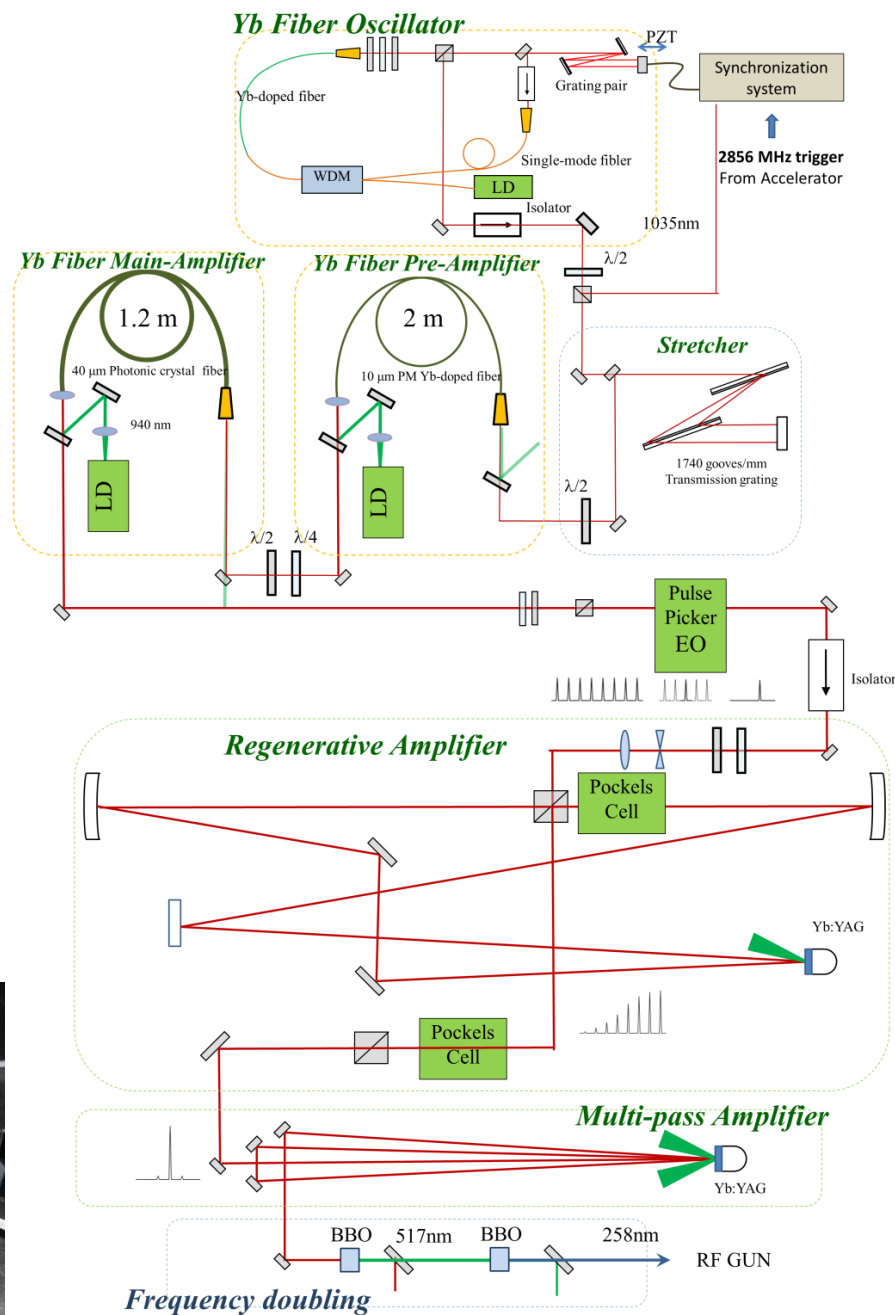 Yb Fiber Oscillator
PZT
Yb-doped fiber
Grating pair
Synchronization
system
Single-mode fibler
WDM
LD
2856 MHz trigger
From Accelerator
Isolator
1035nm
λ/2
Yb Fiber Main-Amplifier
Yb Fiber Pre-Amplifier
1.2 m
2 m
Stretcher
40 μm Photonic crystal fiber
10 μm PM Yb-doped fiber
940 nm
LD
LD
1740 gooves/mm
Transmission grating
λ/2
λ/2
λ/4
Pulse
Picker
EO
Isolator
Regenerative Amplifier
Pockels
Cell
Yb:YAG
Pockels
Cell
Multi-pass Amplifier
Yb:YAG
BBO
517nm
BBO
258nm
RF GUN
Frequency doubling